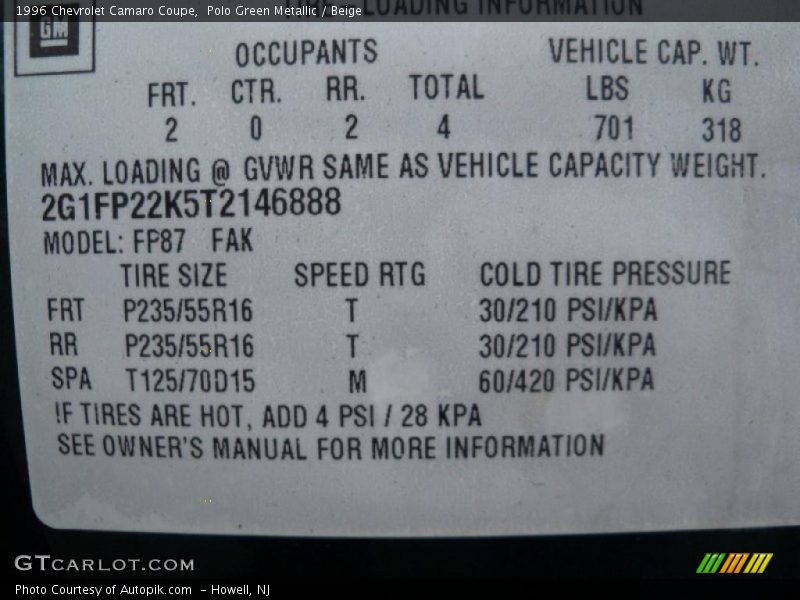 1996 Chevrolet Camaro Coupe, Polo Green Metallic / Beige
LOADING INFORMATION
GM
OCCUPANTS VEHICLE CAP. WT.
FRT. CTR. RR. TOTAL LBS KG
2 0 2 4 701 318
MAX. LOADING @ GVWR SAME AS VEHICLE CAPACITY WEIGHT.
2G1FP22K5T2146888
MODEL: FP87 FAK
TIRE SIZE SPEED RTG COLD TIRE PRESSURE
FRT P235/55R16 T 30/210 PSI/KPA
RR P235/55R16 T 30/210 PSI/KPA
SPA T125/70D15 M 60/420 PSI/KPA
IF TIRES ARE HOT, ADD 4 PSI / 28 KPA
SEE OWNER'S MANUAL FOR MORE INFORMATION
GTCARLOT.COM
Photo Courtesy of Autopik.com - Howell, NJ